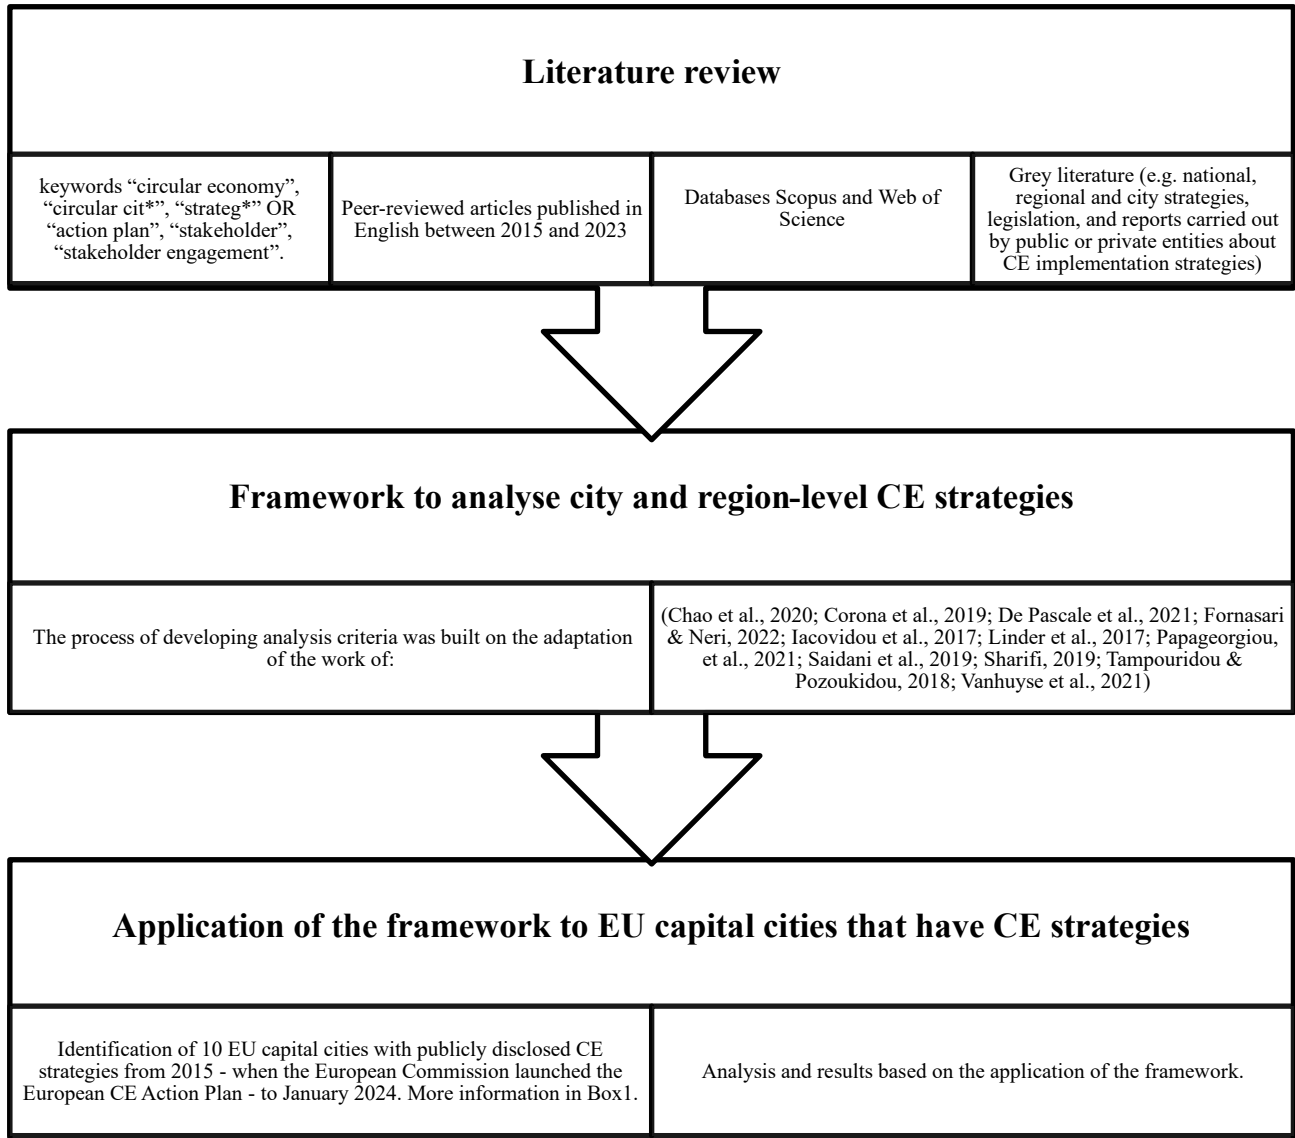 Literature review
keywords “circular economy”,
“circular cit*”, “strateg*” OR
“action plan”, “stakeholder”,
“stakeholder engagement”.
Peer-reviewed articles published in
English between 2015 and 2023
Databases Scopus and Web of
Science
Grey literature (e.g. national,
regional and city strategies,
legislation, and reports carried out
by public or private entities about
CE implementation strategies)
Framework to analyse city and region-level CE strategies
The process of developing analysis criteria was built on the adaptation
of the work of:
(Chao et al., 2020; Corona et al., 2019; De Pascale et al., 2021; Fornasari
& Neri, 2022; Iacovidou et al., 2017; Linder et al., 2017; Papageorgiou,
et al., 2021; Saidani et al., 2019; Sharifi, 2019; Tampouridou &
Pozoukidou, 2018; Vanhuyse et al., 2021)
Application of the framework to EU capital cities that have CE strategies
Identification of 10 EU capital cities with publicly disclosed CE
strategies from 2015 - when the European Commission launched the
European CE Action Plan - to January 2024. More information in Box1.
Analysis and results based on the application of the framework.